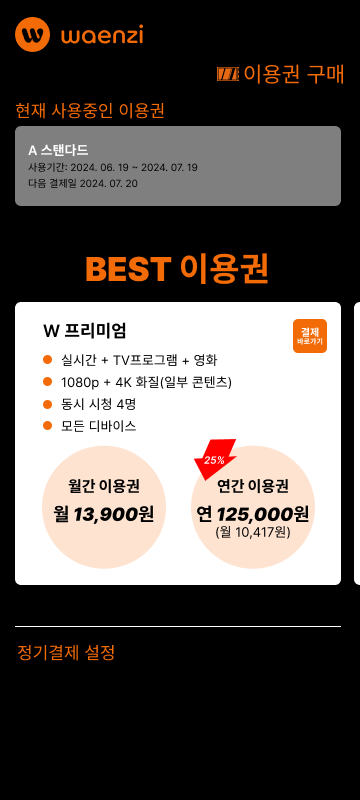 waenzi
이용권 구매
현재 사용중인 이용권
A 스탠다드
사용기간: 2024. 06. 19 ~ 2024. 07. 19
다음 결제일 2024. 07. 20
BEST 이용권
W 프리미엄
결제
바로가기
실시간 + TV프로그램 + 영화
1080p + 4K 화질(일부 콘텐츠)
동시 시청 4명
모든 디바이스
월간 이용권
월 13,900원
25%
연간 이용권
연 125,000원
(월 10,417원)
정기결제 설정